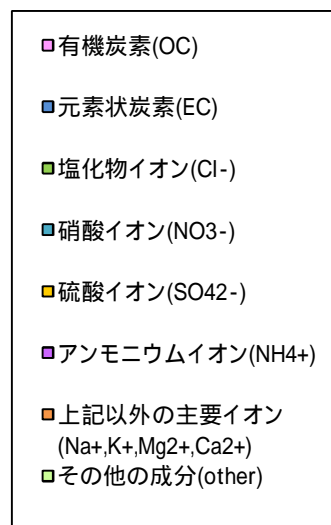 有機炭素(OC)
元素状炭素(EC)
塩化物イオン(Cl-)
硝酸イオン(NO3-)
硫酸イオン(SO42-)
アンモニウムイオン(NH4+)
上記以外の主要イオン
(Na+,K+,Mg2+,Ca2+)
その他の成分(other)